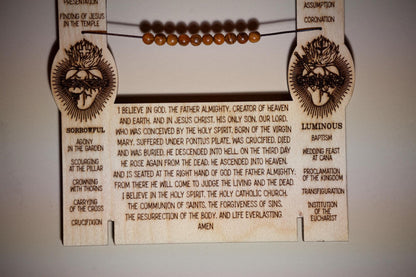 PRESENTATION
FINDING OF JESUS
IN THE TEMPLE
SORROWFUL
AGONY
IN THE GARDEN
SCOURGING
AT THE PILLAR
CROWNING
WITH THORNS
CARRYING
OF THE CROSS
CRUCIFIXION
I BELIEVE IN GOD, THE FATHER ALMIGHTY, CREATOR OF HEAVEN
AND EARTH, AND IN JESUS CHRIST, HIS ONLY SON, OUR LORD,
WHO WAS CONCEIVED BY THE HOLY SPIRIT, BORN OF THE VIRGIN
MARY, SUFFERED UNDER PONTIUS PILATE, WAS CRUCIFIED, DIED
AND WAS BURIED; HE DESCENDED INTO HELL; ON THE THIRD DAY
HE ROSE AGAIN FROM THE DEAD; HE ASCENDED INTO HEAVEN,
AND IS SEATED AT THE RIGHT HAND OF GOD THE FATHER ALMIGHTY;
FROM THERE HE WILL COME TO JUDGE THE LIVING AND THE DEAD.
I BELIEVE IN THE HOLY SPIRIT, THE HOLY CATHOLIC CHURCH,
THE COMMUNION OF SAINTS, THE FORGIVENESS OF SINS,
THE RESURRECTION OF THE BODY, AND LIFE EVERLASTING.
AMEN
ASSUMPTION
CORONATION
LUMINOUS
BAPTISM
WEDDING FEAST
AT CANA
PROCLAMATION
OF THE KINGDOM
TRANSFIGURATION
INSTITUTION
OF THE
EUCHARIST